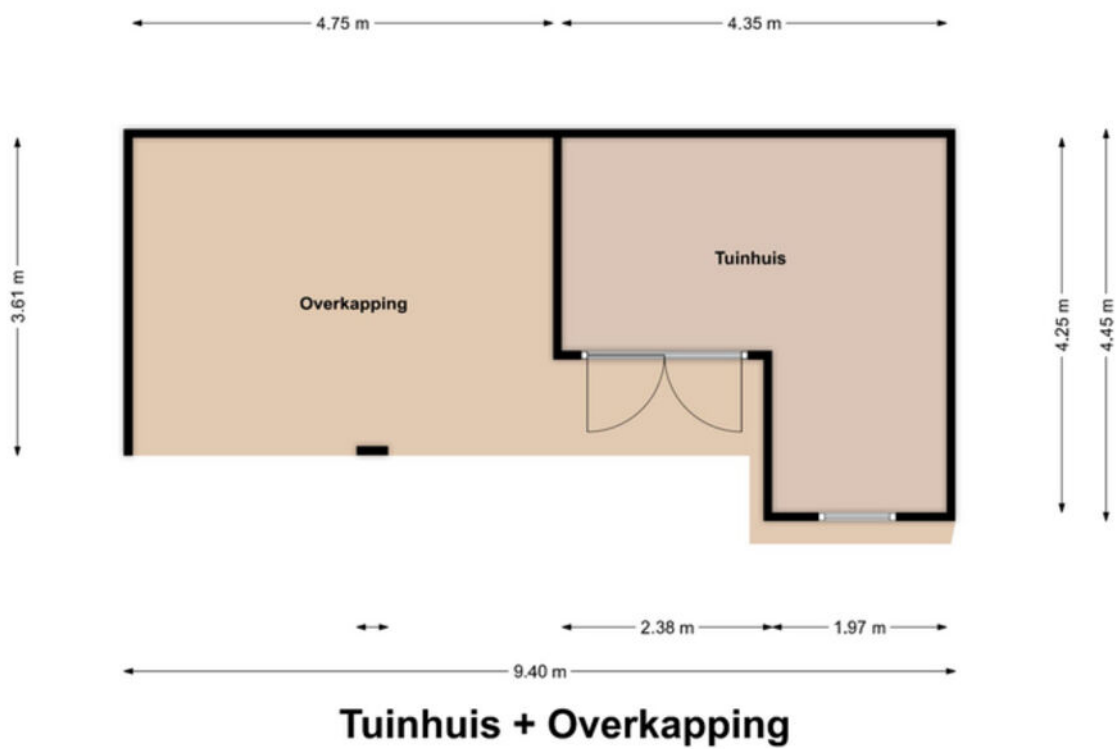 4.75 m
4.35 m
3.61 m
Overkapping
Tuinhuis
4.25 m
4.45 m
2.38 m
1.97 m
9.40 m
Tuinhuis + Overkapping